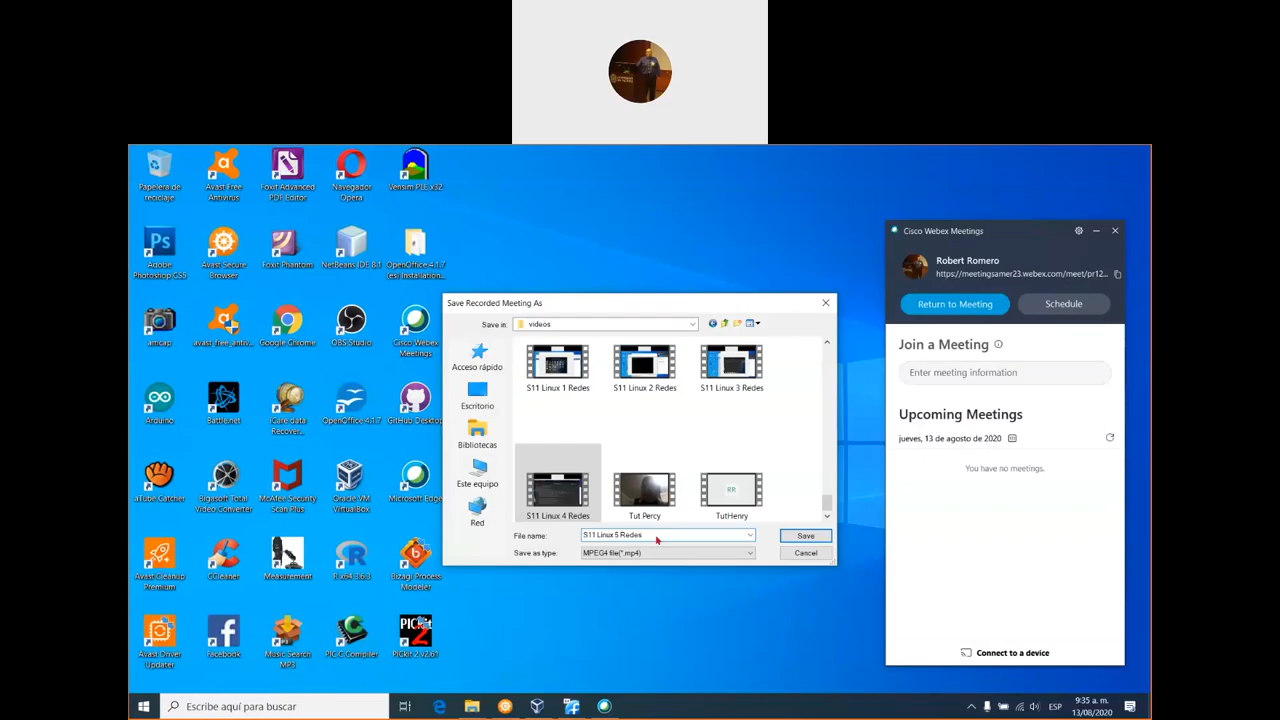 Papelera de
reciclaje
Avast Free
Antivirus
Foxit Advanced
PDF Editor
Navegador
Opera
Vensim PLE x32
Ps
Adobe
Photoshop CS5
Avast Secure
Browser
Foxit Phantom
NetBeans IDE 8.1
OpenOffice 4.1.7
(es) Installation...
amcap
avast_free_antiv...
Google Chrome
OBS Studio
Cisco Webex
Meetings
Arduino
Battle.net
iCare data
Recover...
OpenOffice 4.1.7
GitHub Desktop
aTube Catcher
Bigasoft Total
Video Converter
McAfee Security
Scan Plus
Oracle VM
VirtualBox
Microsoft Edge
Avast Cleanup
Premium
CCleaner
Measurement
R x64 3.6.3
Bizagi Process
Modeler
Avast Driver
Updater
Facebook
Music Search
MP3
PIC C Compiler
PICkit 2 v2.61
Save Recorded Meeting As
Save in:
videos
Acceso rápido
Escritorio
Bibliotecas
Este equipo
Red
S11 Linux 1 Redes
S11 Linux 2 Redes
S11 Linux 3 Redes
S11 Linux 4 Redes
Tut Percy
RR
TutHenry
File name:
S11 Linux 5 Redes
Save
Save as type:
MPEG4 file(*.mp4)
Cancel
Cisco Webex Meetings
Robert Romero
https://meetingsamer23.webex.com/meet/pr12...
Return to Meeting
Schedule
Join a Meeting
Enter meeting information
Upcoming Meetings
jueves, 13 de agosto de 2020
You have no meetings.
Connect to a device
Escribe aquí para buscar
ESP
9:35 a. m.
13/08/2020